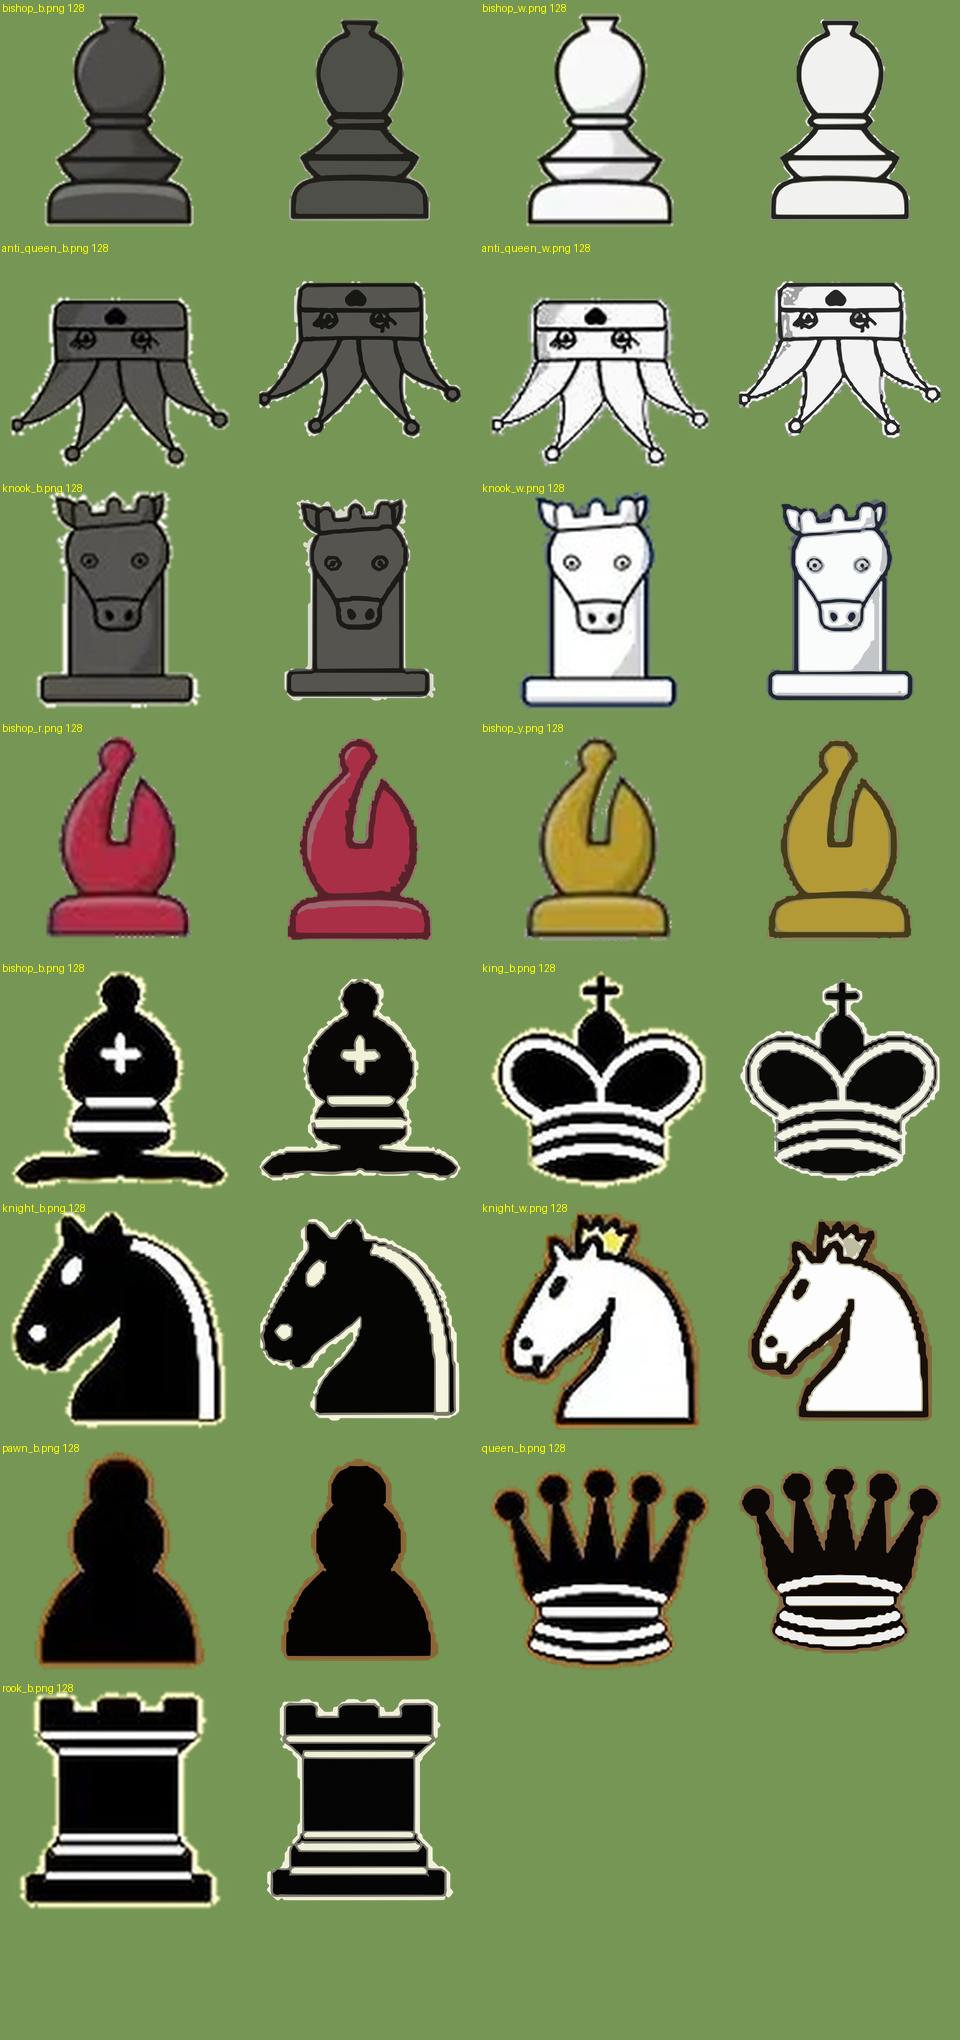 bishop_b.png 128
bishop_w.png 128
anti_queen_b.png 128
anti_queen_w.png 128
knook_b.png 128
knook_w.png 128
bishop_r.png 128
bishop_y.png 128
bishop_b.png 128
king_b.png 128
knight_b.png 128
knight_w.png 128
pawn_b.png 128
queen_b.png 128
rook_b.png 128